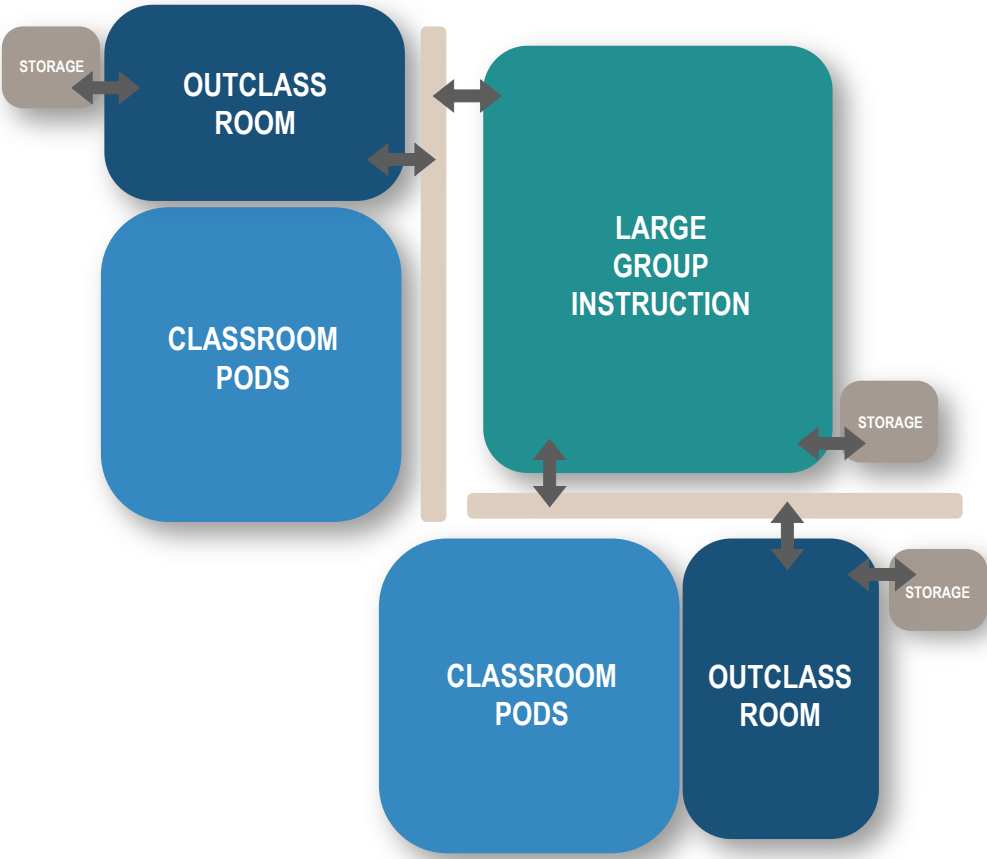 STORAGE
OUTCLASS
ROOM
LARGE
GROUP
INSTRUCTION
CLASSROOM
PODS
STORAGE
STORAGE
CLASSROOM
PODS
OUTCLASS
ROOM